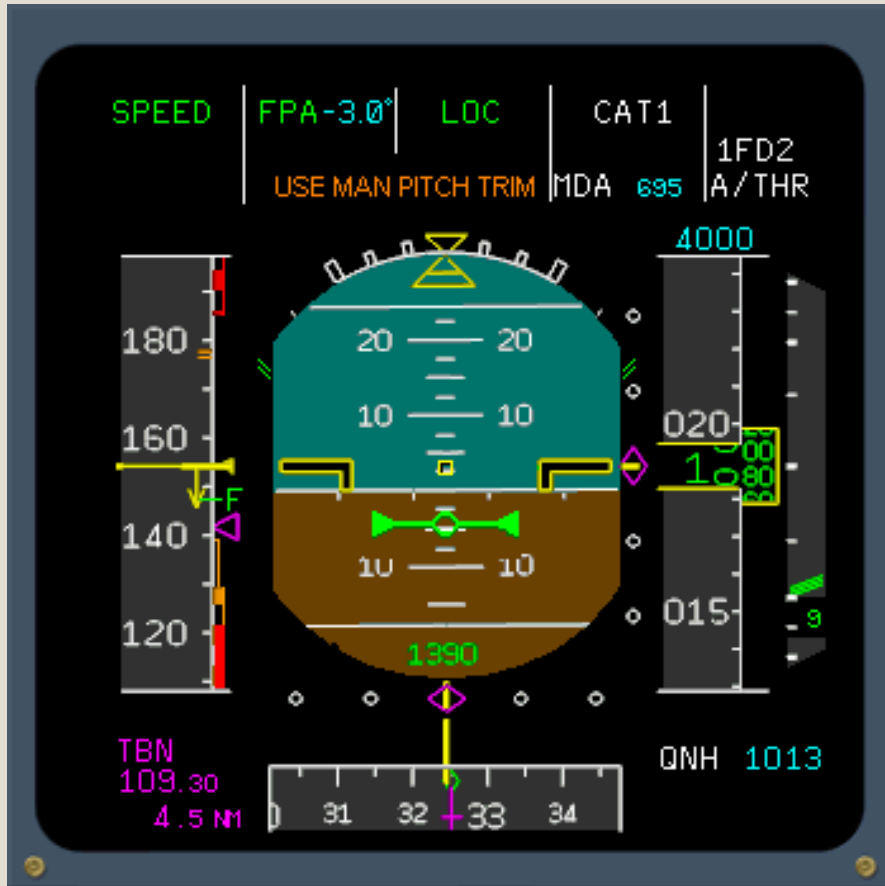 SPEED FPA-3.0° LOC CAT1
1FD2
USE MAN PITCH TRIM MDA 695 A/THR
4000
180 20 20
10 10 020
160
F
140
10 10
015
120 9
1390
TBN
109.30
4.5 NM
QNH 1013
31 32 33 34